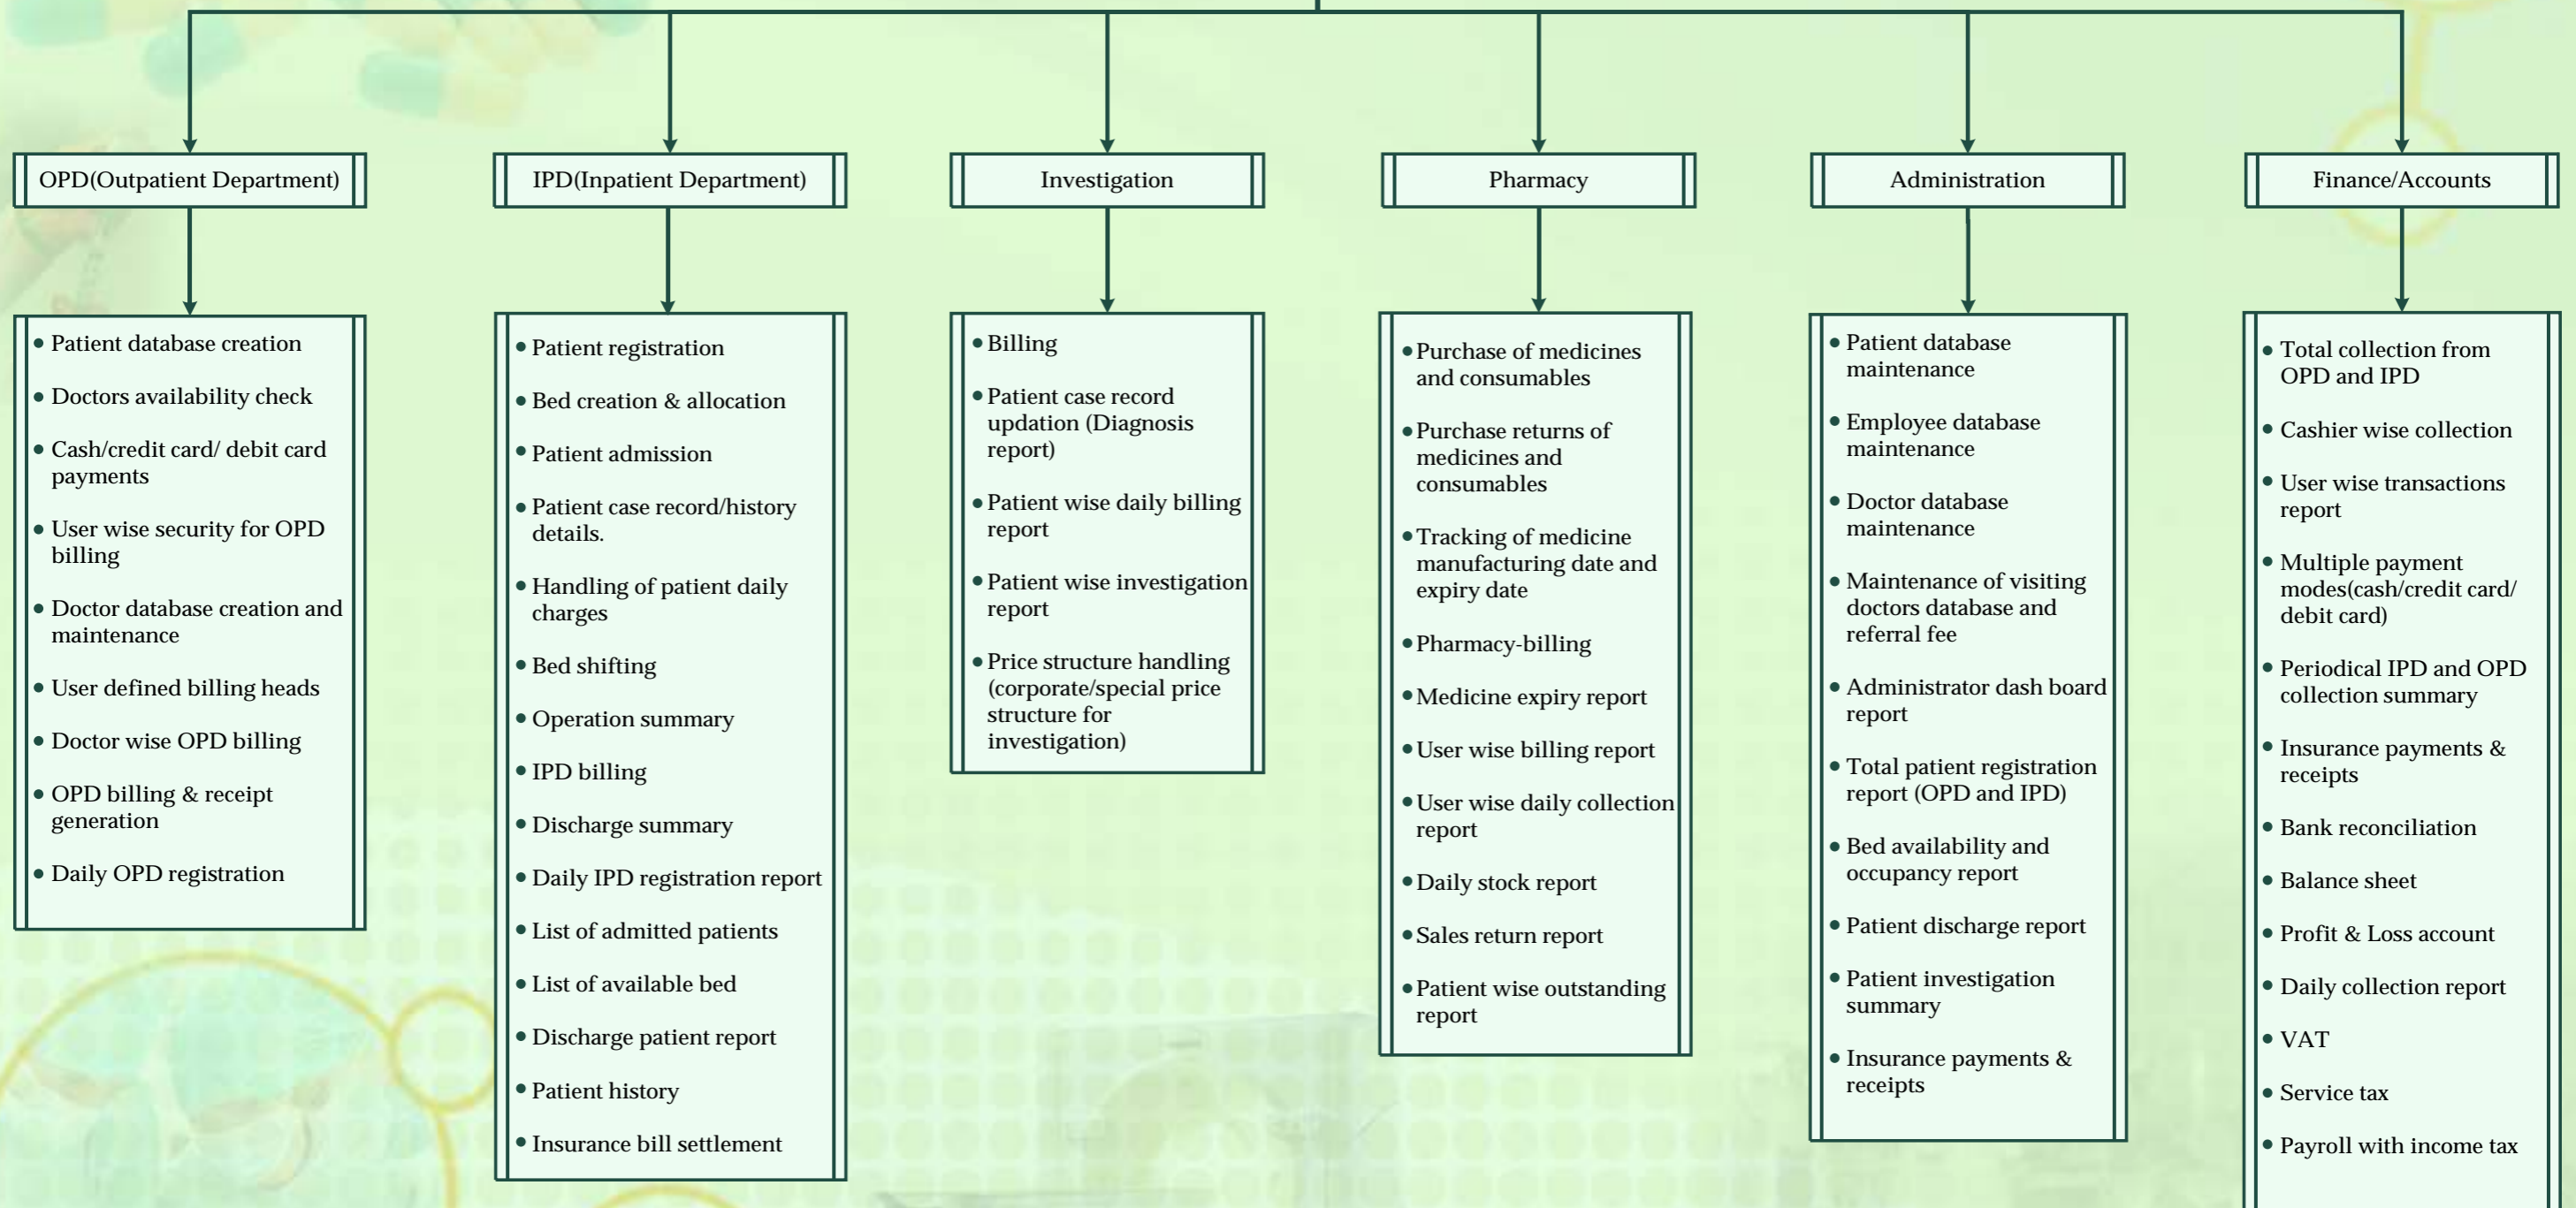 OPD(Outpatient Department)
IPD(Inpatient Department)
Investigation
Pharmacy
Administration
Finance/Accounts
Patient database creation
Doctors availability check
Cash/credit card/ debit card
payments
User wise security for OPD
billing
Doctor database creation and
maintenance
User defined billing heads
Doctor wise OPD billing
OPD billing & receipt
generation
Daily OPD registration
Patient registration
Bed creation & allocation
Patient admission
Patient case record/history
details.
Handling of patient daily
charges
Bed shifting
Operation summary
IPD billing
Discharge summary
Daily IPD registration report
List of admitted patients
List of available bed
Discharge patient report
Patient history
Insurance bill settlement
Billing
Patient case record
updation (Diagnosis
report)
Patient wise daily billing
report
Patient wise investigation
report
Price structure handling
(corporate/special price
structure for
investigation)
Purchase of medicines
and consumables
Purchase returns of
medicines and
consumables
Tracking of medicine
manufacturing date and
expiry date
Pharmacy-billing
Medicine expiry report
User wise billing report
User wise daily collection
report
Daily stock report
Sales return report
Patient wise outstanding
report
Patient database
maintenance
Employee database
maintenance
Doctor database
maintenance
Maintenance of visiting
doctors database and
referral fee
Administrator dash board
report
Total patient registration
report (OPD and IPD)
Bed availability and
occupancy report
Patient discharge report
Patient investigation
summary
Insurance payments &
receipts
Total collection from
OPD and IPD
Cashier wise collection
User wise transactions
report
Multiple payment
modes(cash/credit card/
debit card)
Periodical IPD and OPD
collection summary
Insurance payments &
receipts
Bank reconciliation
Balance sheet
Profit & Loss account
Daily collection report
VAT
Service tax
Payroll with income tax